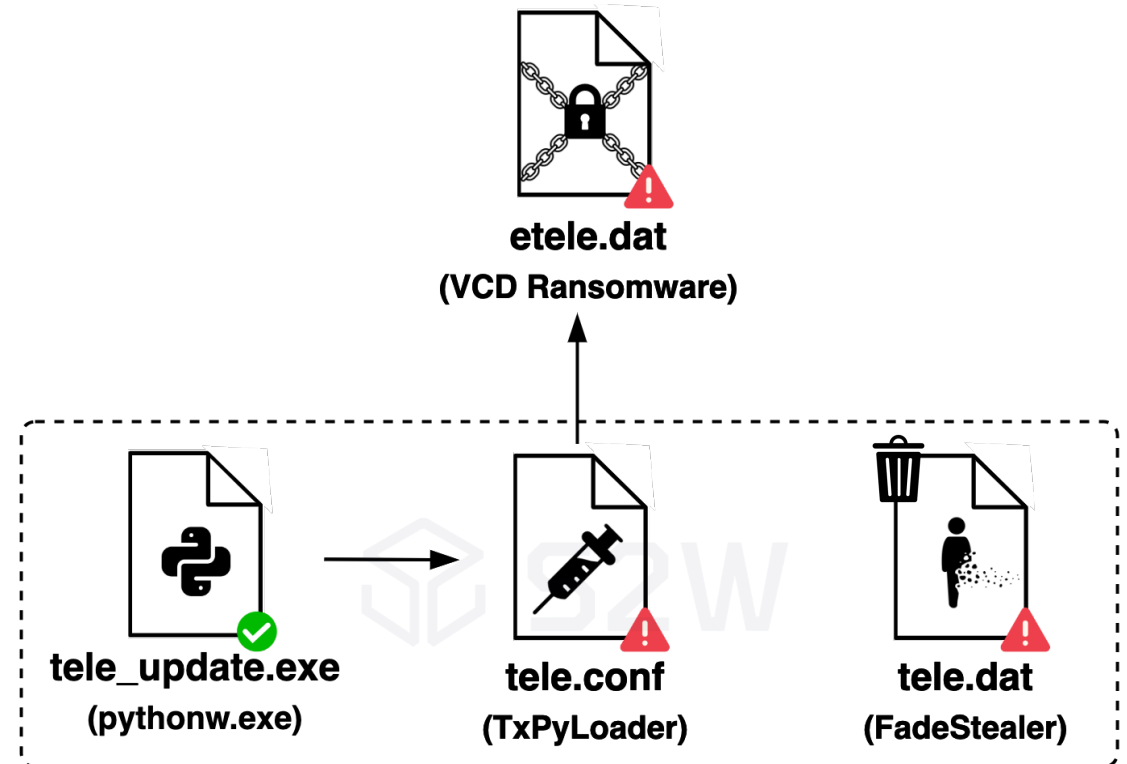 etele.dat
(VCD Ransomware)
S2W
tele_update.exe
(pythonw.exe)
tele.conf
(TxPyLoader)
tele.dat
(FadeStealer)